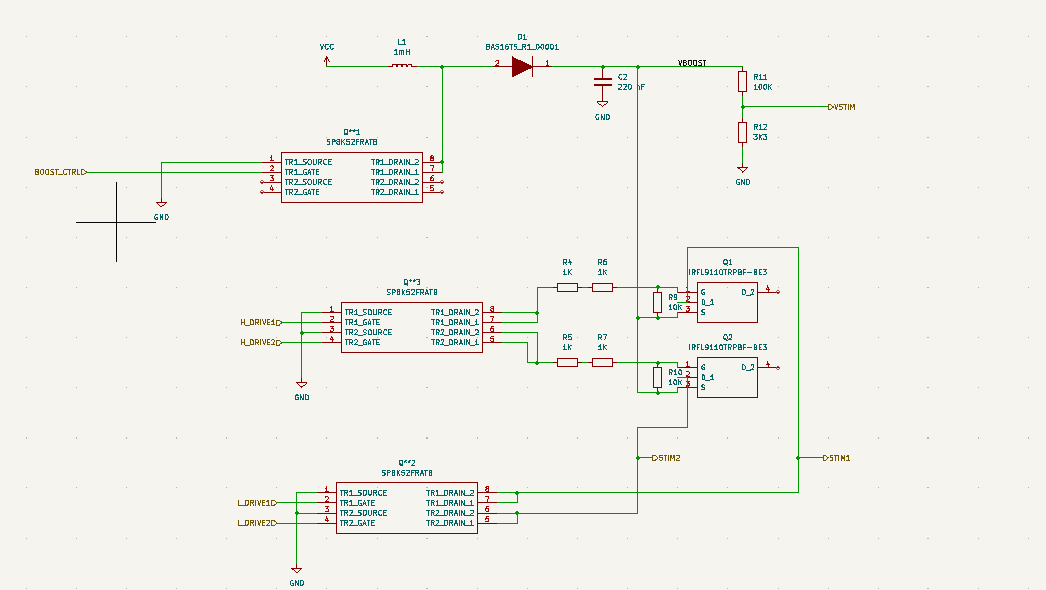 VCC
L1
1mH
D1
BAS16TS_R1_00001
2
1
C2
220 nF
GND
VBOOST
R11
100K
VSTIM
R12
3K3
GND
Q**1
SP8K52FRATB
BOOST_CTRL
1 TR1_SOURCE TR1_DRAIN_2 8
2 TR1_GATE TR1_DRAIN_1 7
3 TR2_SOURCE TR2_DRAIN_2 6
4 TR2_GATE TR2_DRAIN_1 5
GND
Q**3
SP8K52FRATB
1 TR1_SOURCE TR1_DRAIN_2 8
H_DRIVE1 2 TR1_GATE TR1_DRAIN_1 7
3 TR2_SOURCE TR2_DRAIN_2 6
H_DRIVE2 4 TR2_GATE TR2_DRAIN_1 5
GND
R4
1K
R6
1K
R9
10K
Q1
IRFL9110TRPBF-BE3
1 G D_2 4
2 D_1
3 S
R5
1K
R7
1K
R10
10K
Q2
IRFL9110TRPBF-BE3
1 G D_2 4
2 D_1
3 S
STIM2
STIM1
Q**2
SP8K52FRATB
1 TR1_SOURCE TR1_DRAIN_2 8
L_DRIVE1 2 TR1_GATE TR1_DRAIN_1 7
3 TR2_SOURCE TR2_DRAIN_2 6
L_DRIVE2 4 TR2_GATE TR2_DRAIN_1 5
GND